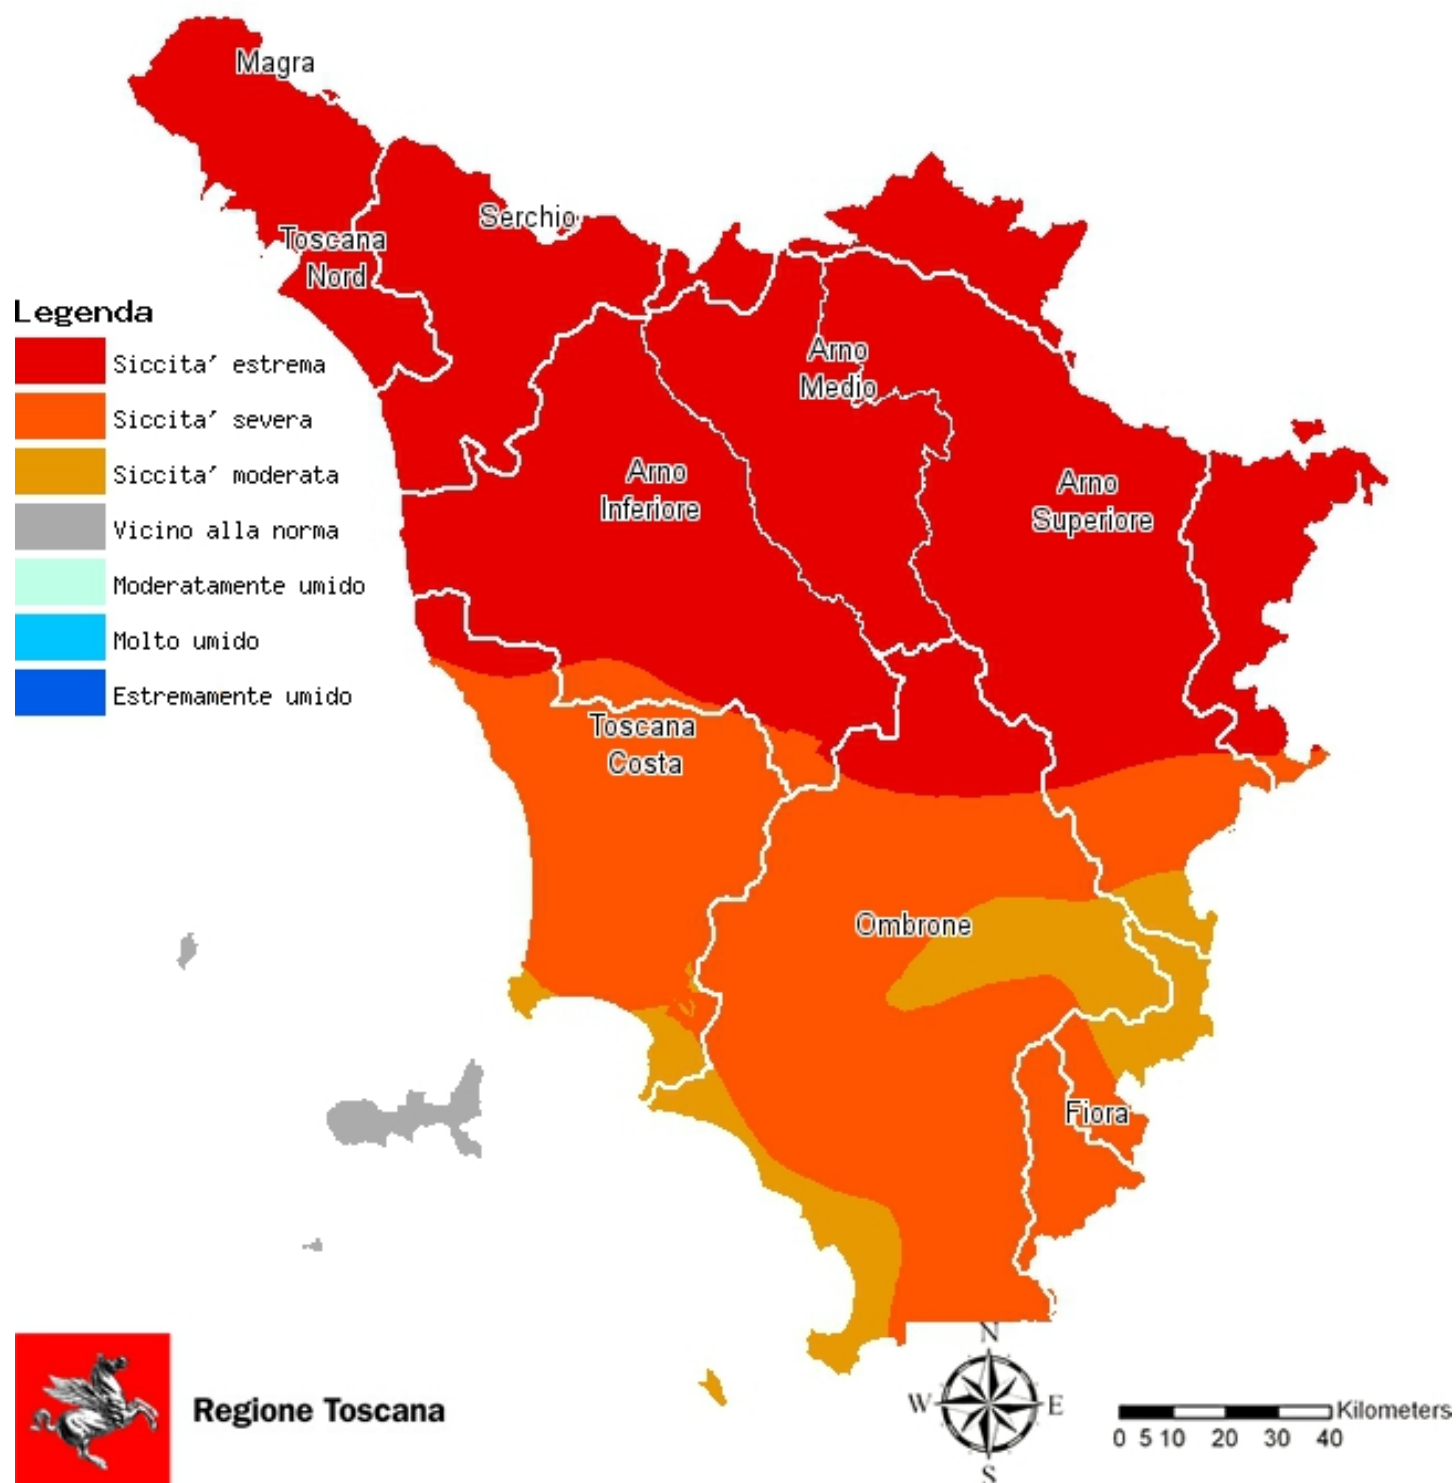 Magra
Serchio
Toscana
Nord
Legenda
Siccita' estrema
Siccita' severa
Siccita' moderata
Vicino alla norma
Moderatamente umido
Molto umido
Estremamente umido
Arno
Medio
Arno
Inferiore
Arno
Superiore
Toscana
Costa
Ombrone
Fiora
Regione Toscana
N
W E
S
Kilometers
0 5 10 20 30 40